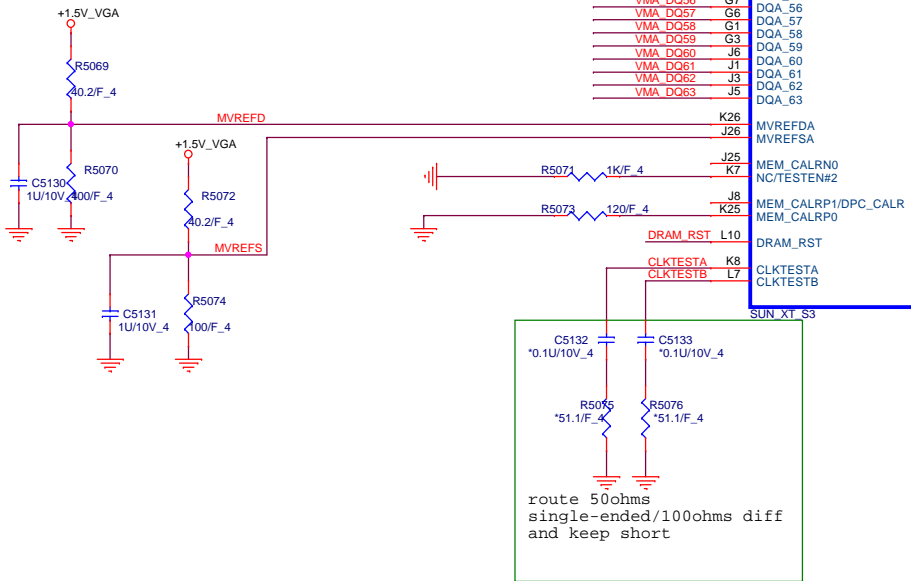 +1.5V_VGA
R5069
40.2/F_4
MVREFD
C5130
1U/10V_4
R5070
100/F_4
+1.5V_VGA
R5072
40.2/F_4
MVREFS
C5131
1U/10V_4
R5074
100/F_4
VMA_DQ56 G7 DQA_56
VMA_DQ57 G6 DQA_57
VMA_DQ58 G1 DQA_58
VMA_DQ59 G3 DQA_59
VMA_DQ60 J6 DQA_60
VMA_DQ61 J1 DQA_61
VMA_DQ62 J3 DQA_62
VMA_DQ63 J5 DQA_63
K26 MVREFDA
J26 MVREFSA
J25 MEM_CALRN0
R5071 1K/F_4 K7 NC/TESTEN#2
J8 MEM_CALRP1/DPC_CALR
R5073 120/F_4 K25 MEM_CALRP0
DRAM_RST L10 DRAM_RST
CLKTESTA K8 CLKTESTA
CLKTESTB L7 CLKTESTB
SUN_XT_S3
C5132
*0.1U/10V_4
C5133
*0.1U/10V_4
R5075
*51.1/F_4
R5076
*51.1/F_4
route 50ohms
single-ended/100ohms diff
and keep short